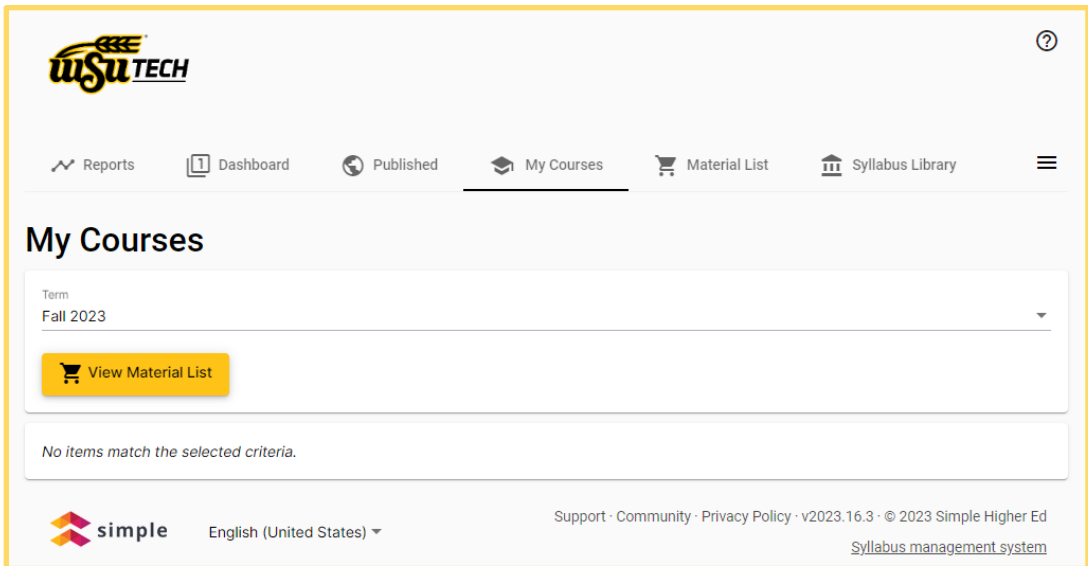 WSU TECH
Reports
1 Dashboard
Published
My Courses
Material List
Syllabus Library
My Courses
Term
Fall 2023
View Material List
No items match the selected criteria.
simple
English (United States)
Support · Community · Privacy Policy · v2023.16.3 · © 2023 Simple Higher Ed
Syllabus management system